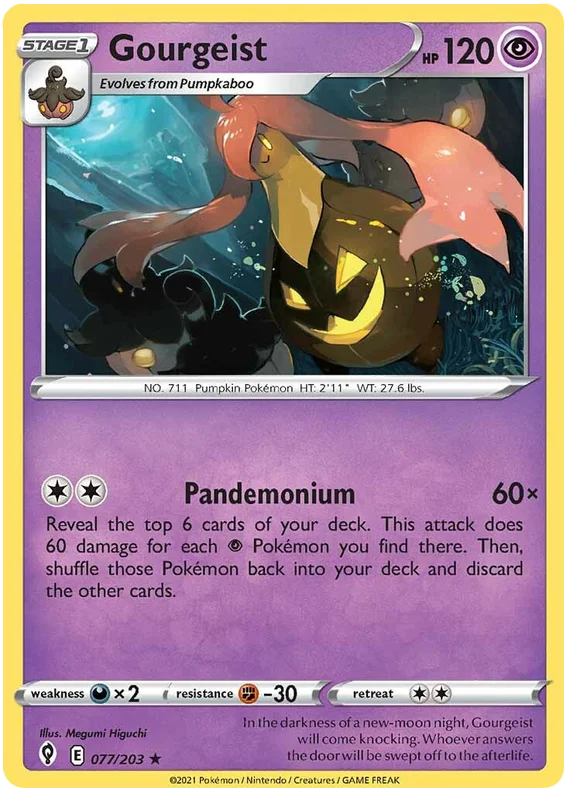 STAGE1
Gourgeist
HP 120
Evolves from Pumpkaboo
NO. 711 Pumpkin Pokémon HT: 2'11" WT: 27.6 lbs.
Pandemonium 60×
Reveal the top 6 cards of your deck. This attack does
60 damage for each Pokémon you find there. Then,
shuffle those Pokémon back into your deck and discard
the other cards.
weakness ×2 resistance -30 retreat
Illus. Megumi Higuchi
In the darkness of a new-moon night, Gourgeist
will come knocking. Whoever answers
the door will be swept off to the afterlife.
E 077/203 ★
©2021 Pokémon / Nintendo / Creatures / GAME FREAK